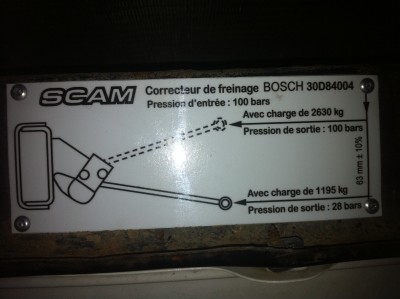 SCAM Correcteur de freinage BOSCH 30D84004
Pression d'entrée : 100 bars
Avec charge de 2630 kg
Pression de sortie : 100 bars
63 mm ± 10%
Avec charge de 1195 kg
Pression de sortie : 28 bars